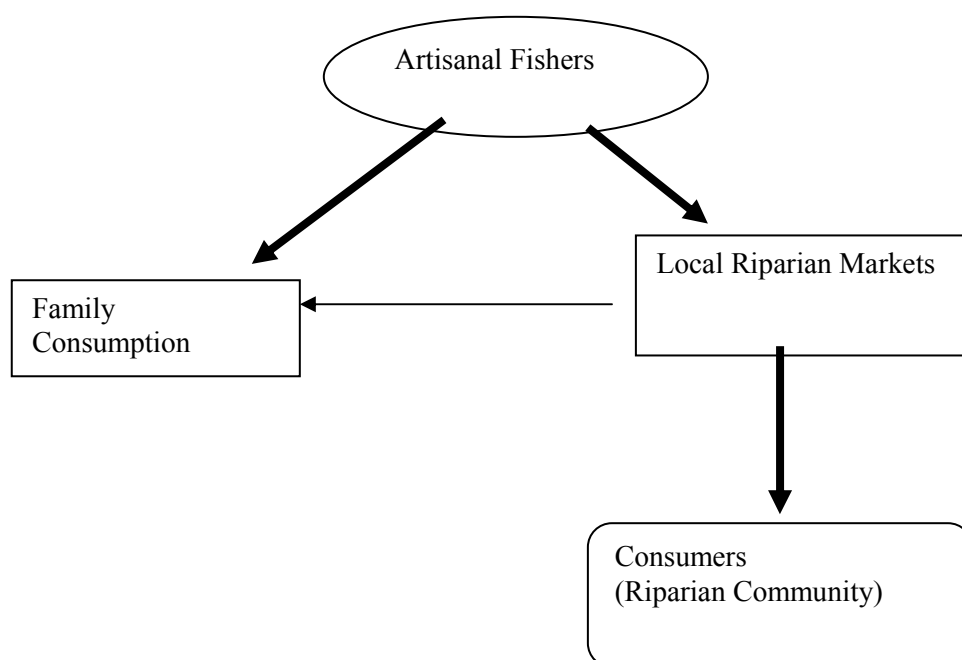 Artisanal Fishers
Local Riparian Markets
Family
Consumption
Consumers
(Riparian Community)